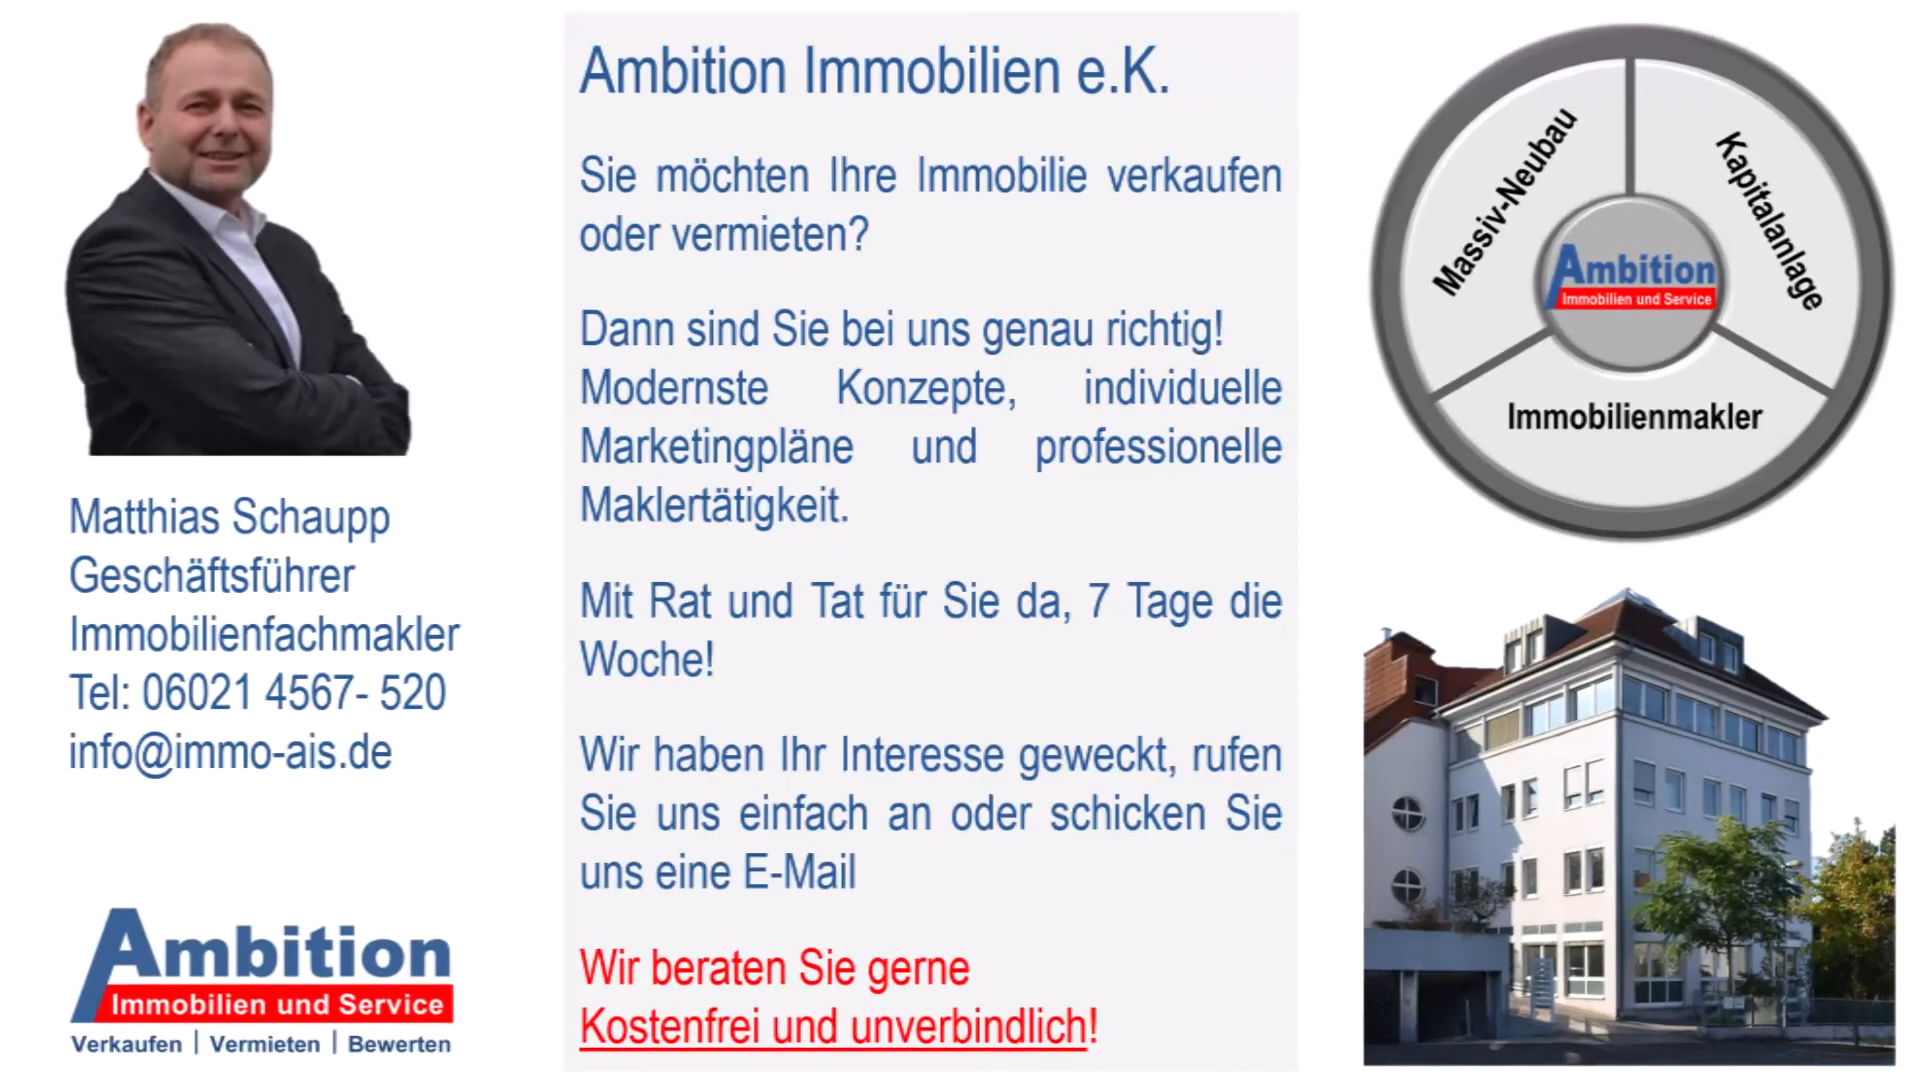 Matthias Schaupp
Geschäftsführer
Immobilienfachmakler
Tel: 06021 4567- 520
info@immo-ais.de
Ambition
Immobilien und Service
Verkaufen | Vermieten | Bewerten
Ambition Immobilien e.K.
Sie möchten Ihre Immobilie verkaufen
oder vermieten?
Dann sind Sie bei uns genau richtig!
Modernste Konzepte, individuelle
Marketingpläne und professionelle
Maklertätigkeit.
Mit Rat und Tat für Sie da, 7 Tage die
Woche!
Wir haben Ihr Interesse geweckt, rufen
Sie uns einfach an oder schicken Sie
uns eine E-Mail
Wir beraten Sie gerne
Kostenfrei und unverbindlich!
Massiv-Neubau
Kapitalanlage
Ambition
Immobilien und Service
Immobilienmakler